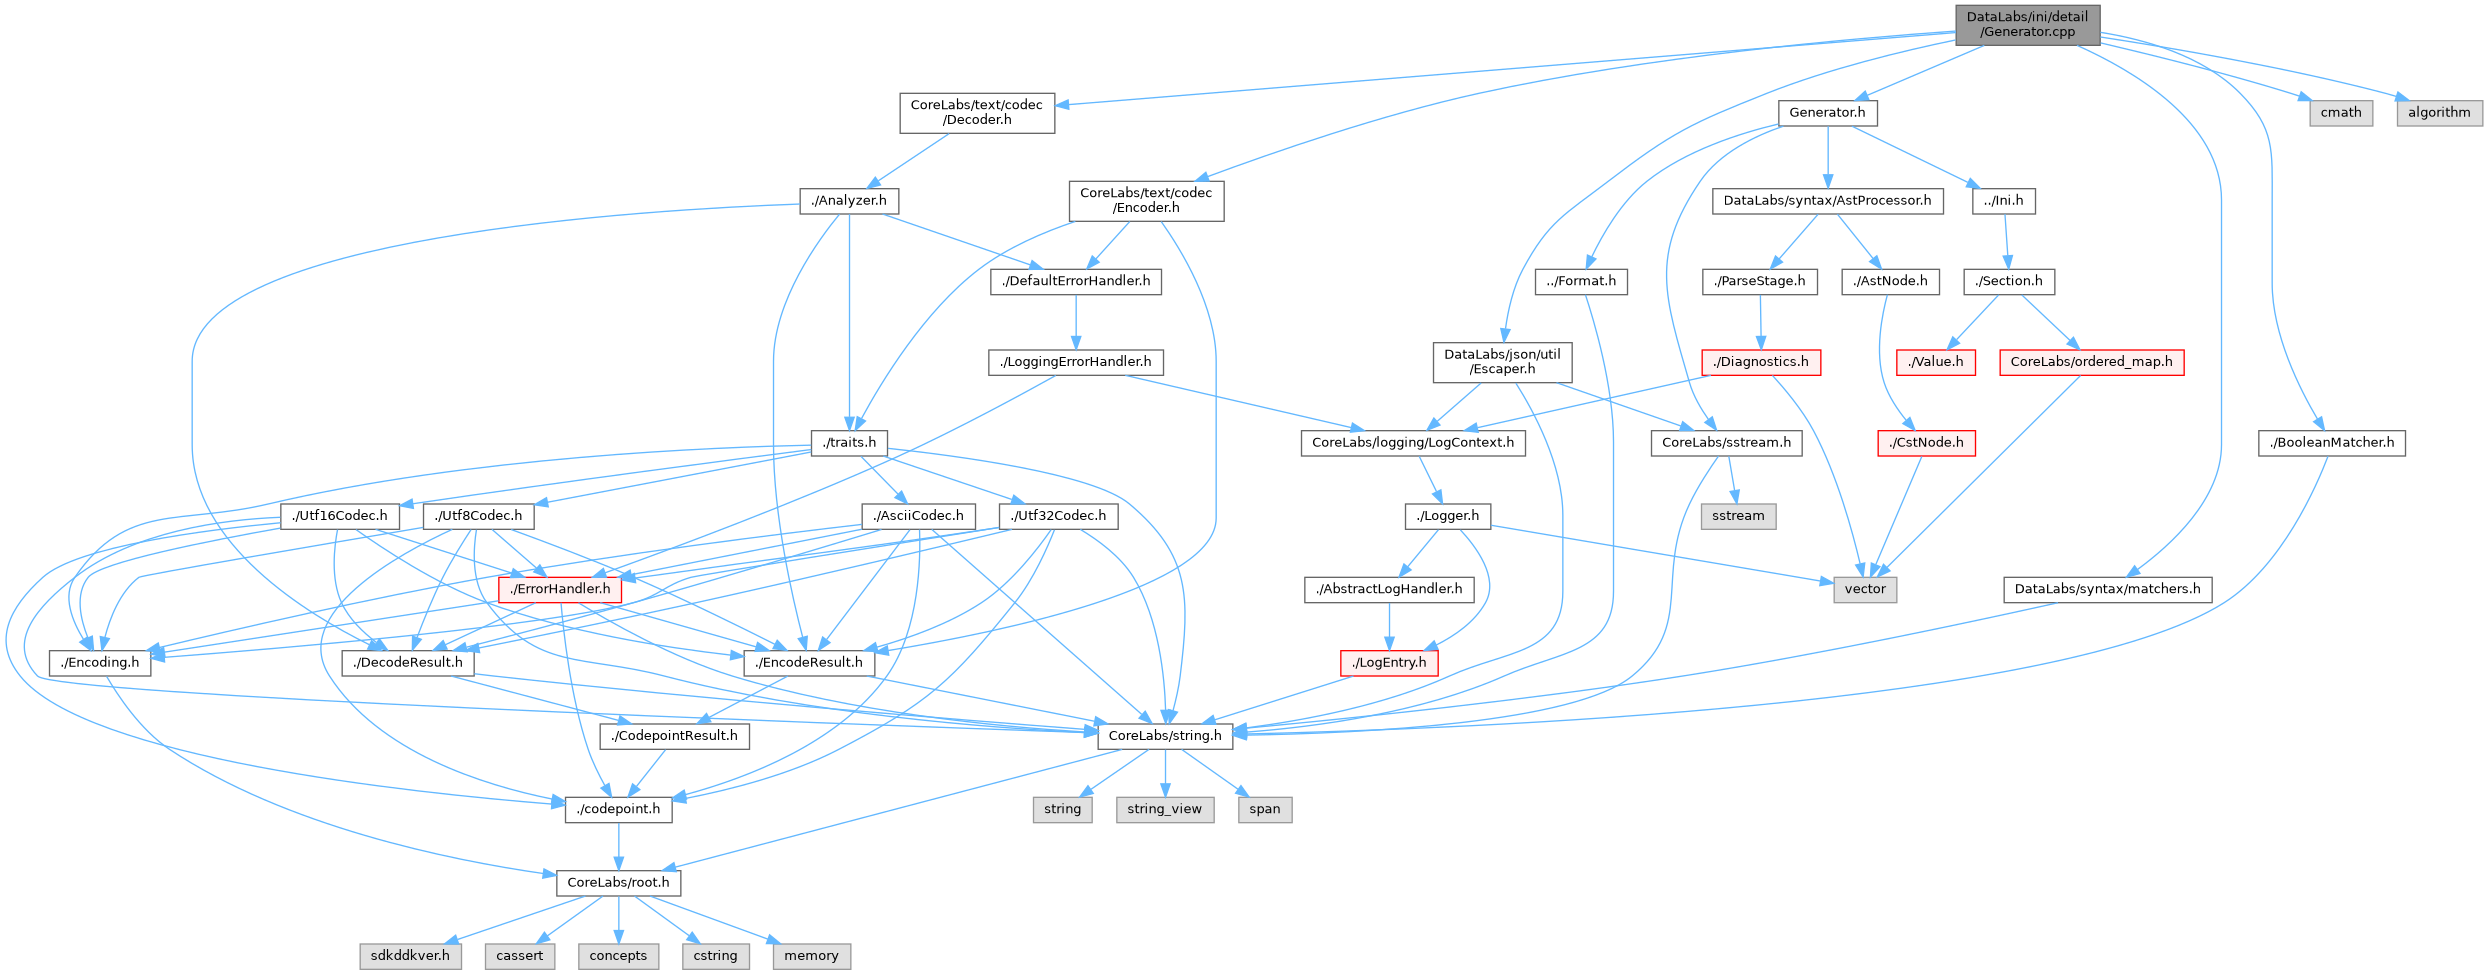 DataLabs/ini/detail
/Generator.cpp
CoreLabs/text/codec
/Decoder.h
Generator.h
cmath
algorithm
./Analyzer.h
CoreLabs/text/codec
/Encoder.h
DataLabs/syntax/AstProcessor.h
../Ini.h
./DefaultErrorHandler.h
../Format.h
./ParseStage.h
./AstNode.h
./Section.h
./LoggingErrorHandler.h
DataLabs/json/util
/Escaper.h
./Diagnostics.h
./Value.h
CoreLabs/ordered_map.h
./traits.h
CoreLabs/logging/LogContext.h
CoreLabs/sstream.h
./CstNode.h
./BooleanMatcher.h
./Utf16Codec.h
./Utf8Codec.h
./AsciiCodec.h
./Utf32Codec.h
./Logger.h
sstream
./ErrorHandler.h
./AbstractLogHandler.h
vector
DataLabs/syntax/matchers.h
./Encoding.h
./DecodeResult.h
./EncodeResult.h
./LogEntry.h
./CodepointResult.h
CoreLabs/string.h
./codepoint.h
string
string_view
span
CoreLabs/root.h
sdkddkver.h
cassert
concepts
cstring
memory